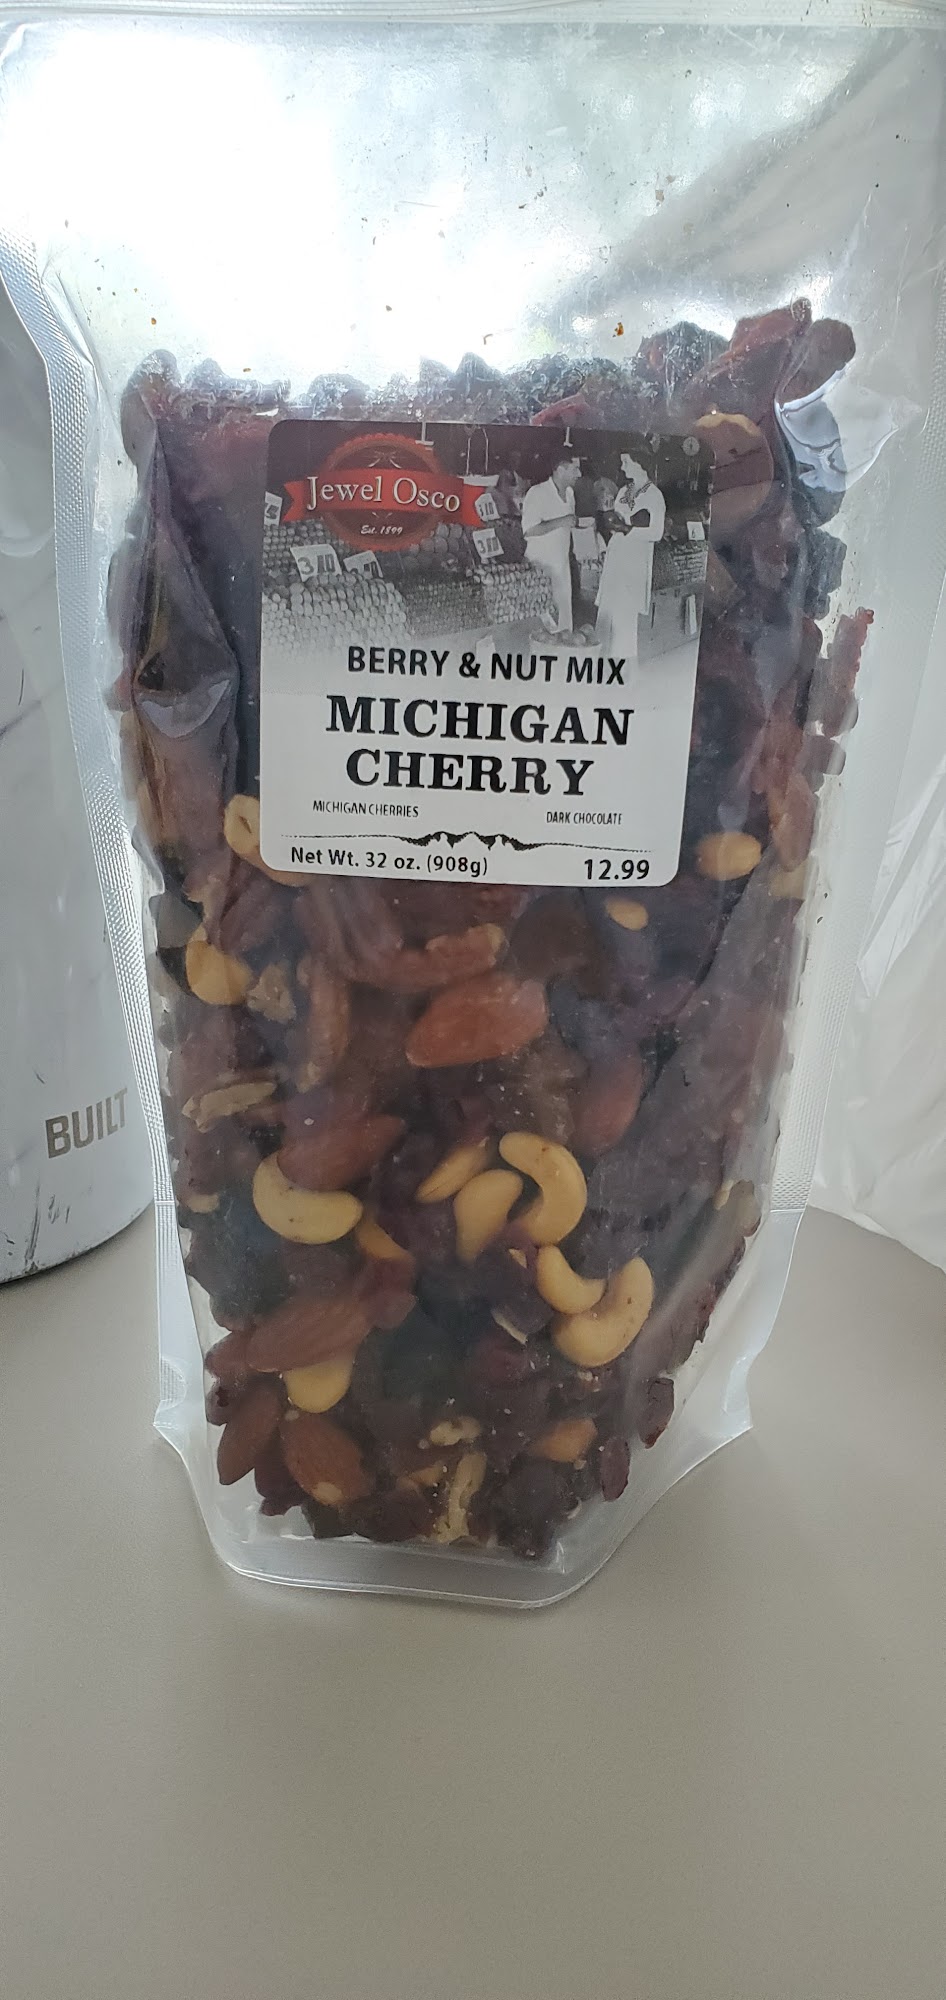 Jewel Osco
Est. 1899
BERRY & NUT MIX
MICHIGAN
CHERRY
MICHIGAN CHERRIES
DARK CHOCOLATE
Net Wt. 32 oz. (908g)
12.99
BUILT